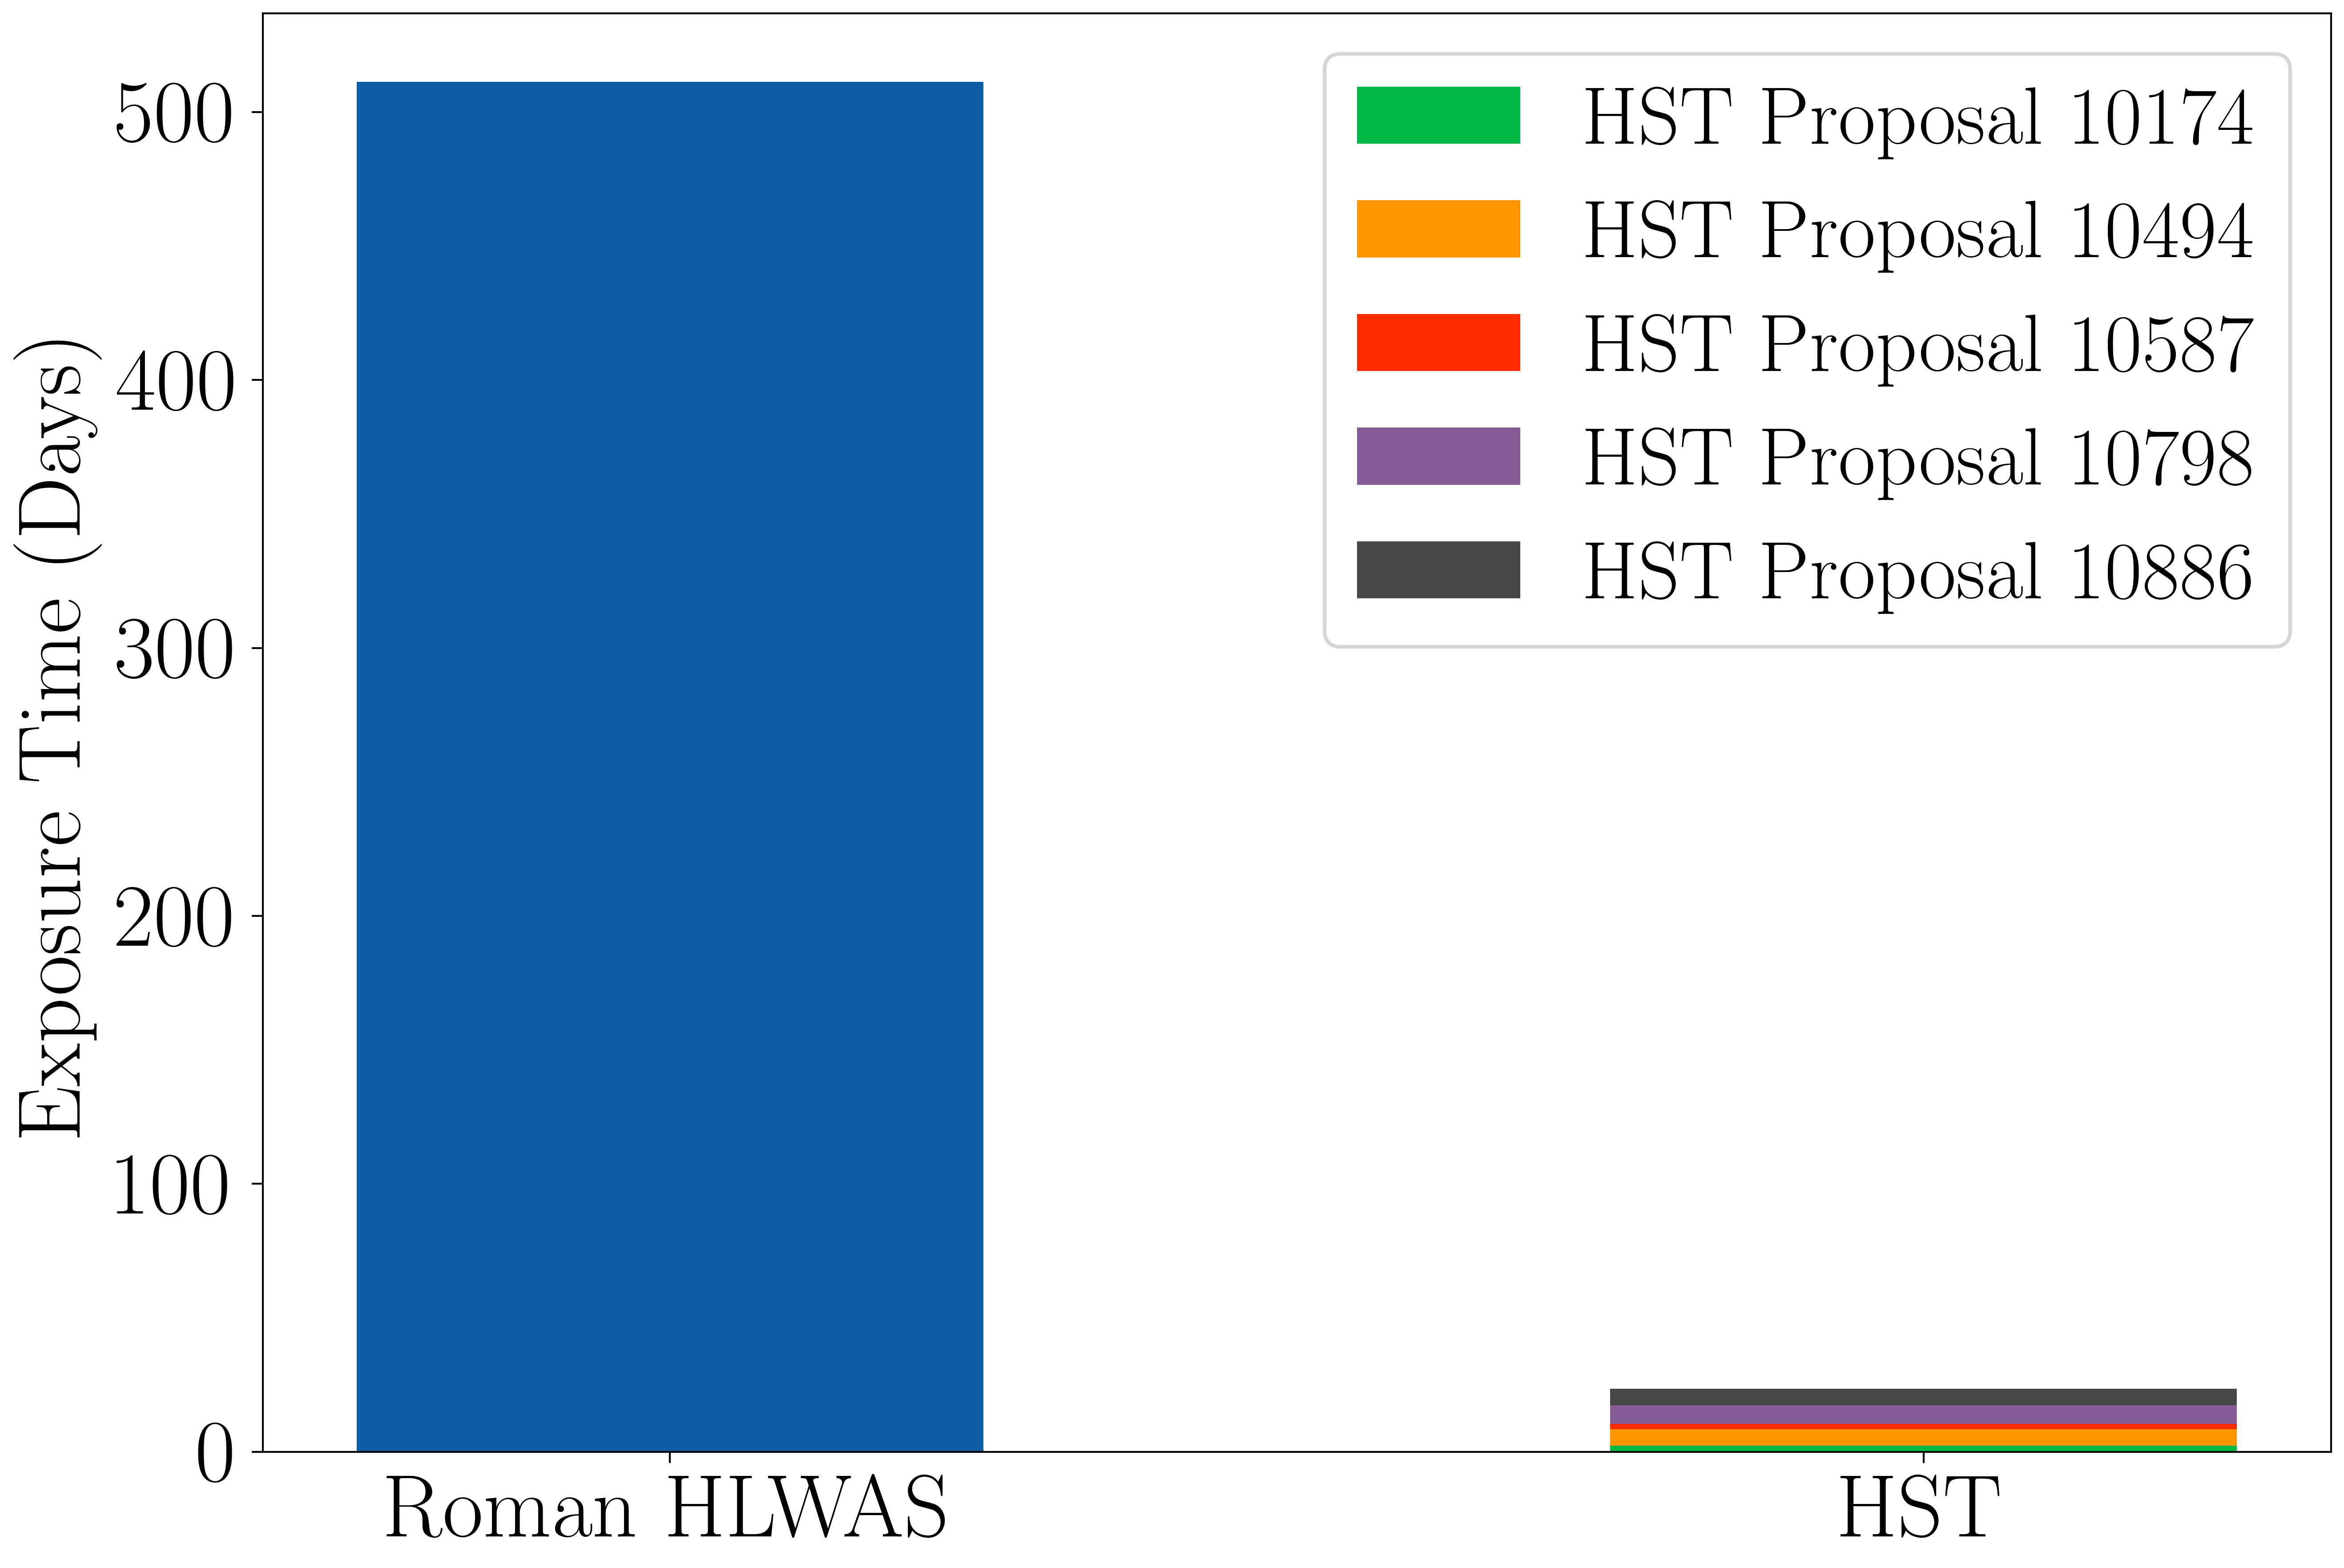 Exposure Time (Days)
500
400
300
200
100
0
HST Proposal 10174
HST Proposal 10494
HST Proposal 10587
HST Proposal 10798
HST Proposal 10886
Roman HLWAS
HST